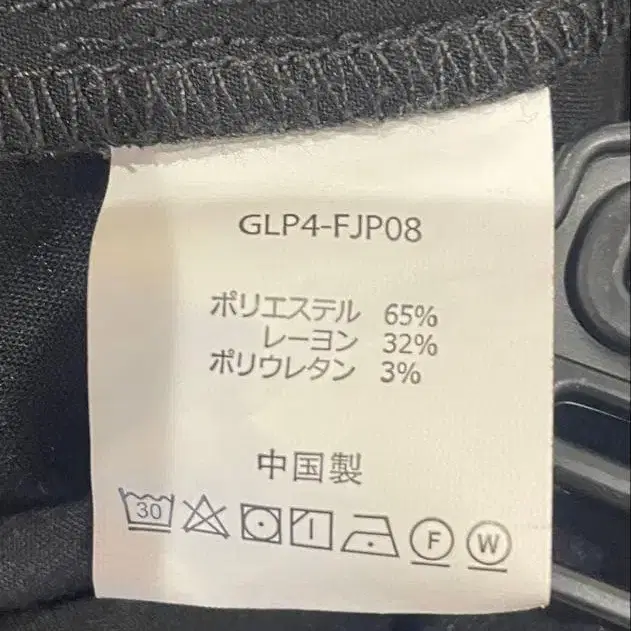 GLP4-FJP08
ポリエステル 65%
レーヨン 32%
ポリウレタン 3%
中国製
30 F W